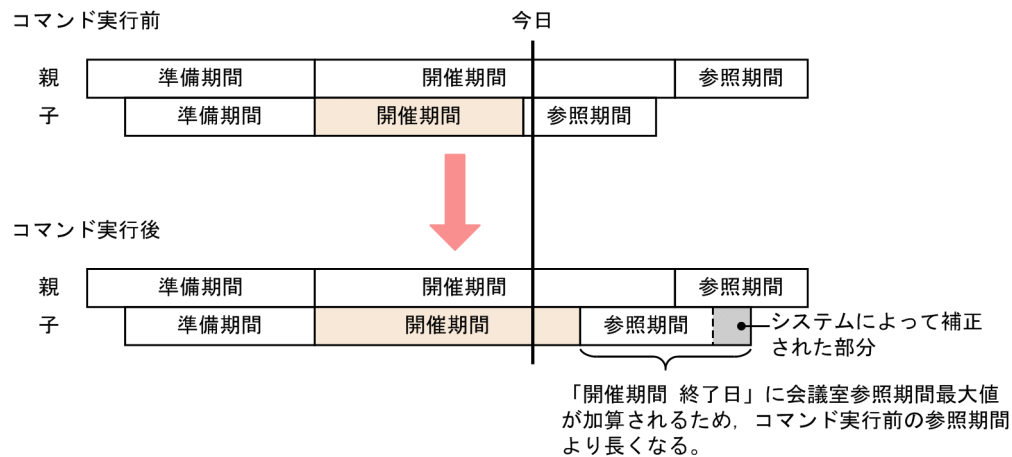 コマンド実行前
今日
親
準備期間
開催期間
参照期間
子
準備期間
開催期間
参照期間
コマンド実行後
親
準備期間
開催期間
参照期間
子
準備期間
開催期間
参照期間
システムによって補正
された部分
「開催期間 終了日」に会議室参照期間最大値
が加算されるため，コマンド実行前の参照期間
より長くなる。